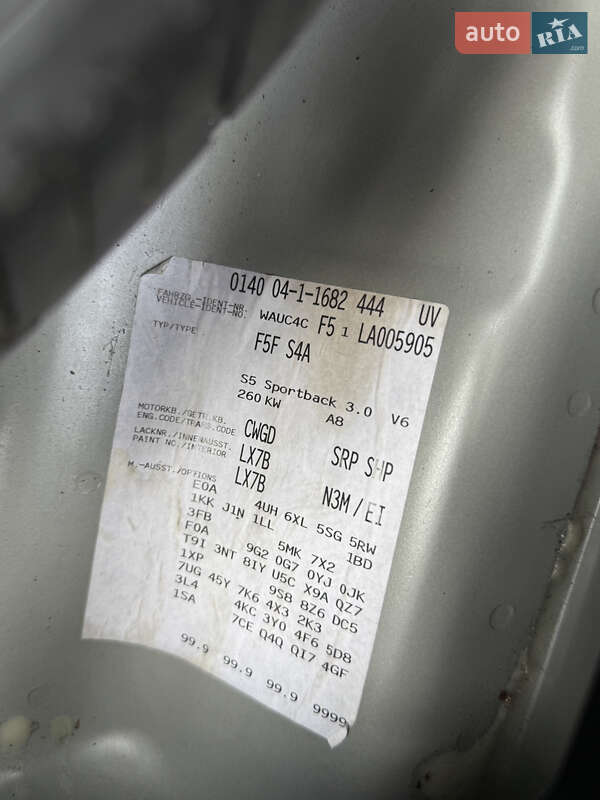 auto RIA .com
0140 04-1-1682 444 UV
FAHRZG.-IDENT-NR.
VEHICLE-IDENT-NO. WAUC4C F5 1 LA005905
TYP/TYPE F5F S4A
S5 Sportback 3.0 V6
260 KW A8
MOTORKB./GETR.KB.
ENG.CODE/TRANS.CODE CWGD SRP SHP
LACKNR./INNENAUSST.
PAINT NO./INTERIOR LX7B
LX7B N3M/EI
M.-AUSST./OPTIONS
E0A 4UH 6XL 5SG 5RW
1KK J1N 1LL 1BD
3FB 5MK 7X2
F0A 9G2 0G7 0YJ 0JK
T9I 3NT 8IY U5C X9A QZ7
1XP 9S8 8Z6 DC5
7UG 45Y 7K6 4X3 2K3
3L4 4KC 3Y0 4F6 5D8
1SA 7CE Q4Q QI7 4GF
99.9 99.9 99.9 9999